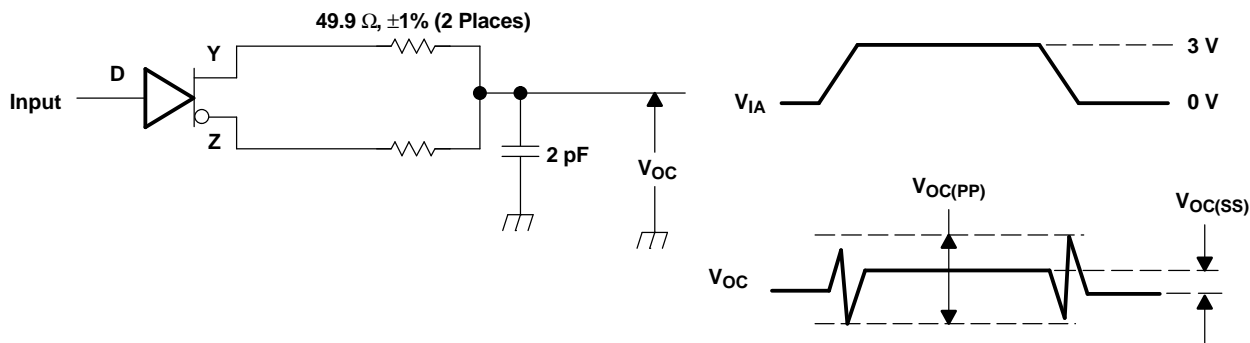 49.9 Ω, ±1% (2 Places)
Y
D
Input
Z
2 pF
VOC
3 V
VIA
0 V
VOC(PP)
VOC(SS)
VOC